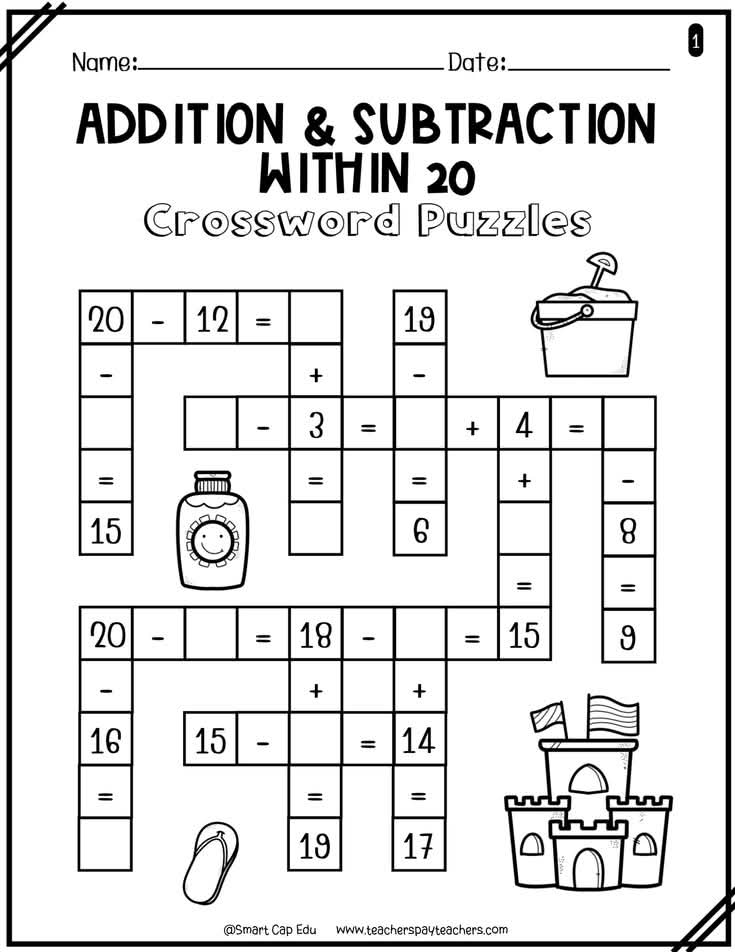 1
Name: Date:
ADDITION & SUBTRACTION
WITHIN 20
Crossword Puzzles
20 - 12 = 19
- + -
- 3 = + 4 =
= = = + -
15 6 8
= =
20 - = 18 - = 15 9
- + +
16 15 - = 14
= = =
19 17
@Smart Cap Edu www.teacherspayteachers.com